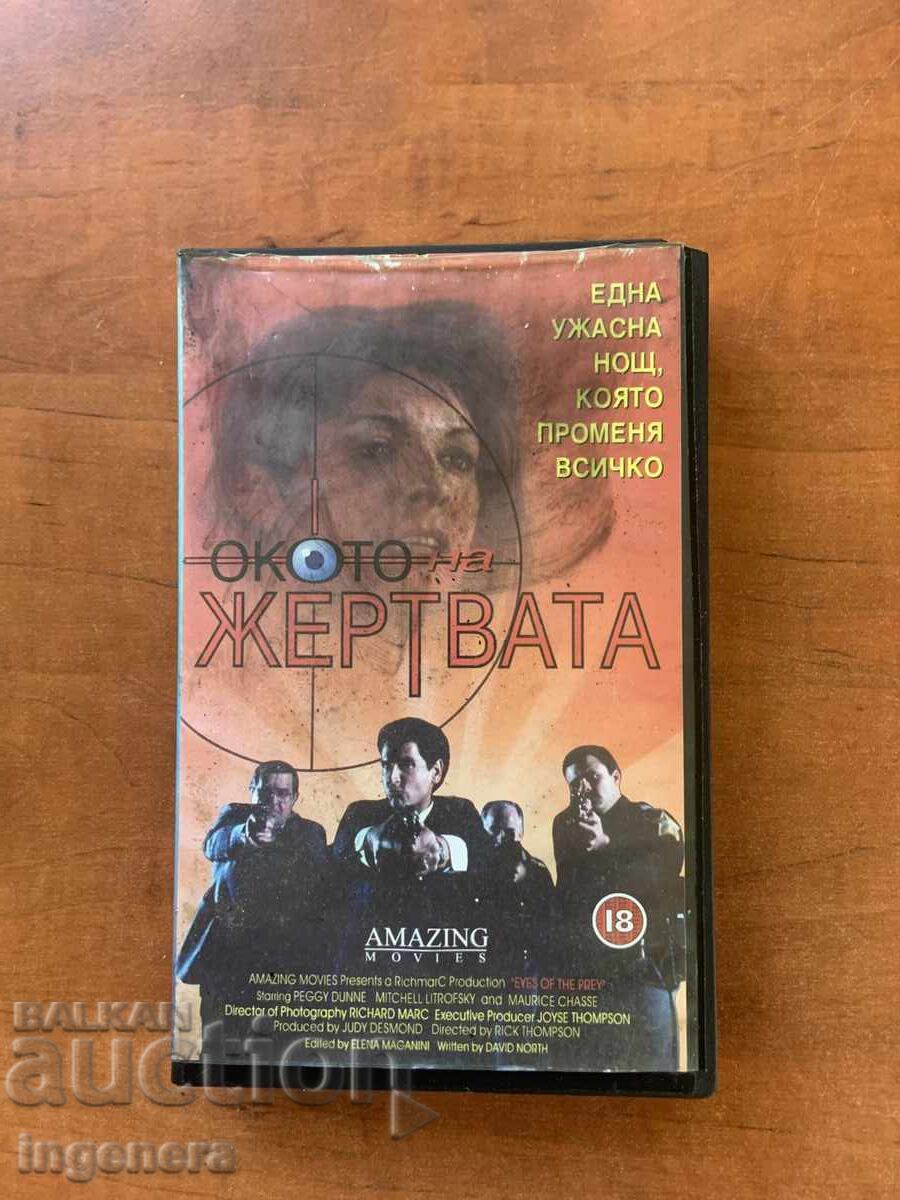 ЕДНА
УЖАСНА
НОЩ,
КОЯТО
ПРОМЕНЯ
ВСИЧКО
ОКОТО на
ЖЕРТВАТА
18
AMAZING
MOVIES
AMAZING MOVIES Presents a RichmarC Production "EYES OF THE PREY"
Starring PEGGY DUNNE MITCHELL LITROFSKY and MAURICE CHASSE
Director of Photography RICHARD MARC Executive Producer JOYSE THOMPSON
Produced by JUDY DESMOND Directed by RICK THOMPSON
Edited by ELENA MAGANINI Written by DAVID NORTH
BALKAN
auction
ingenera